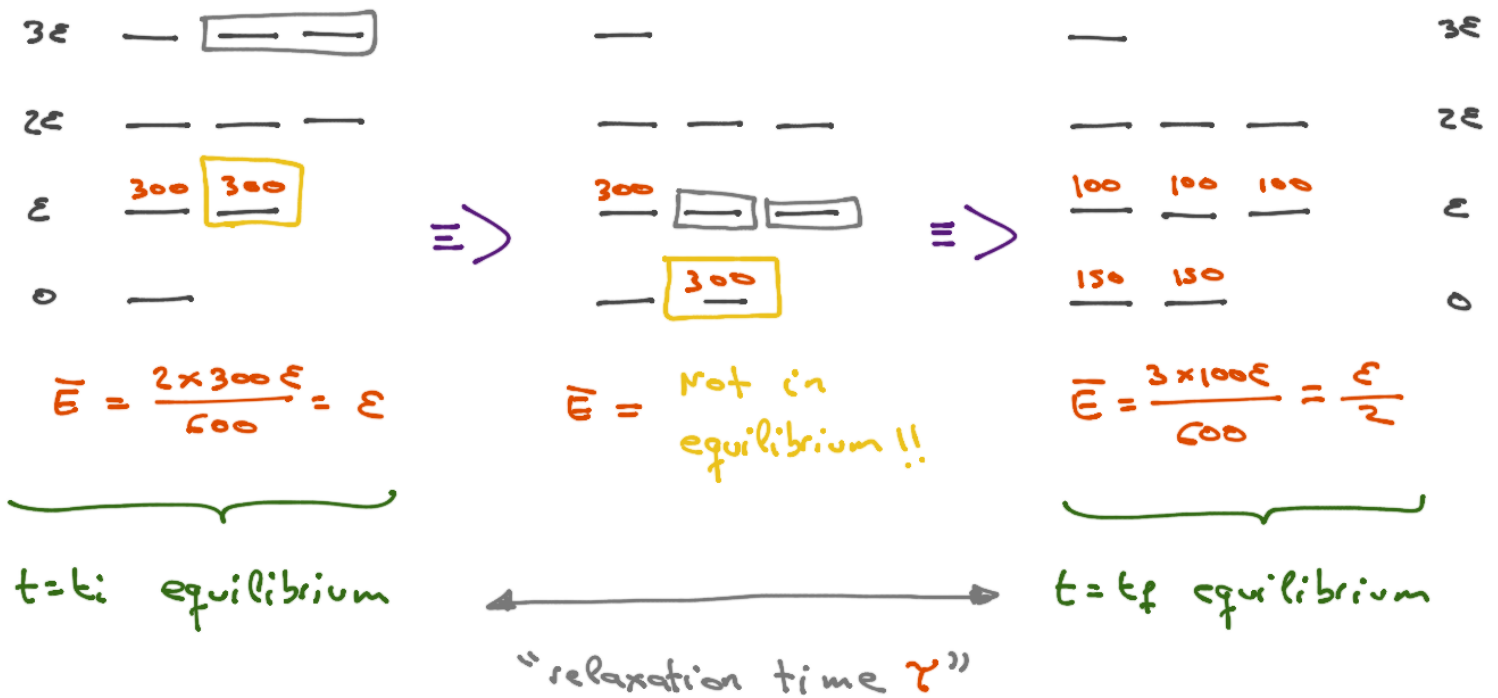 3ε 3ε
2ε 2ε
300 300 300 100 100 100
ε ε
300 150 150
0 0
≡> ≡>
E̅ = 2×300ε/600 = ε
E̅ = Not in
equilibrium!!
E̅ = 3×100ε/600 = ε/2
t=ti equilibrium
t=tf equilibrium
"relaxation time τ"